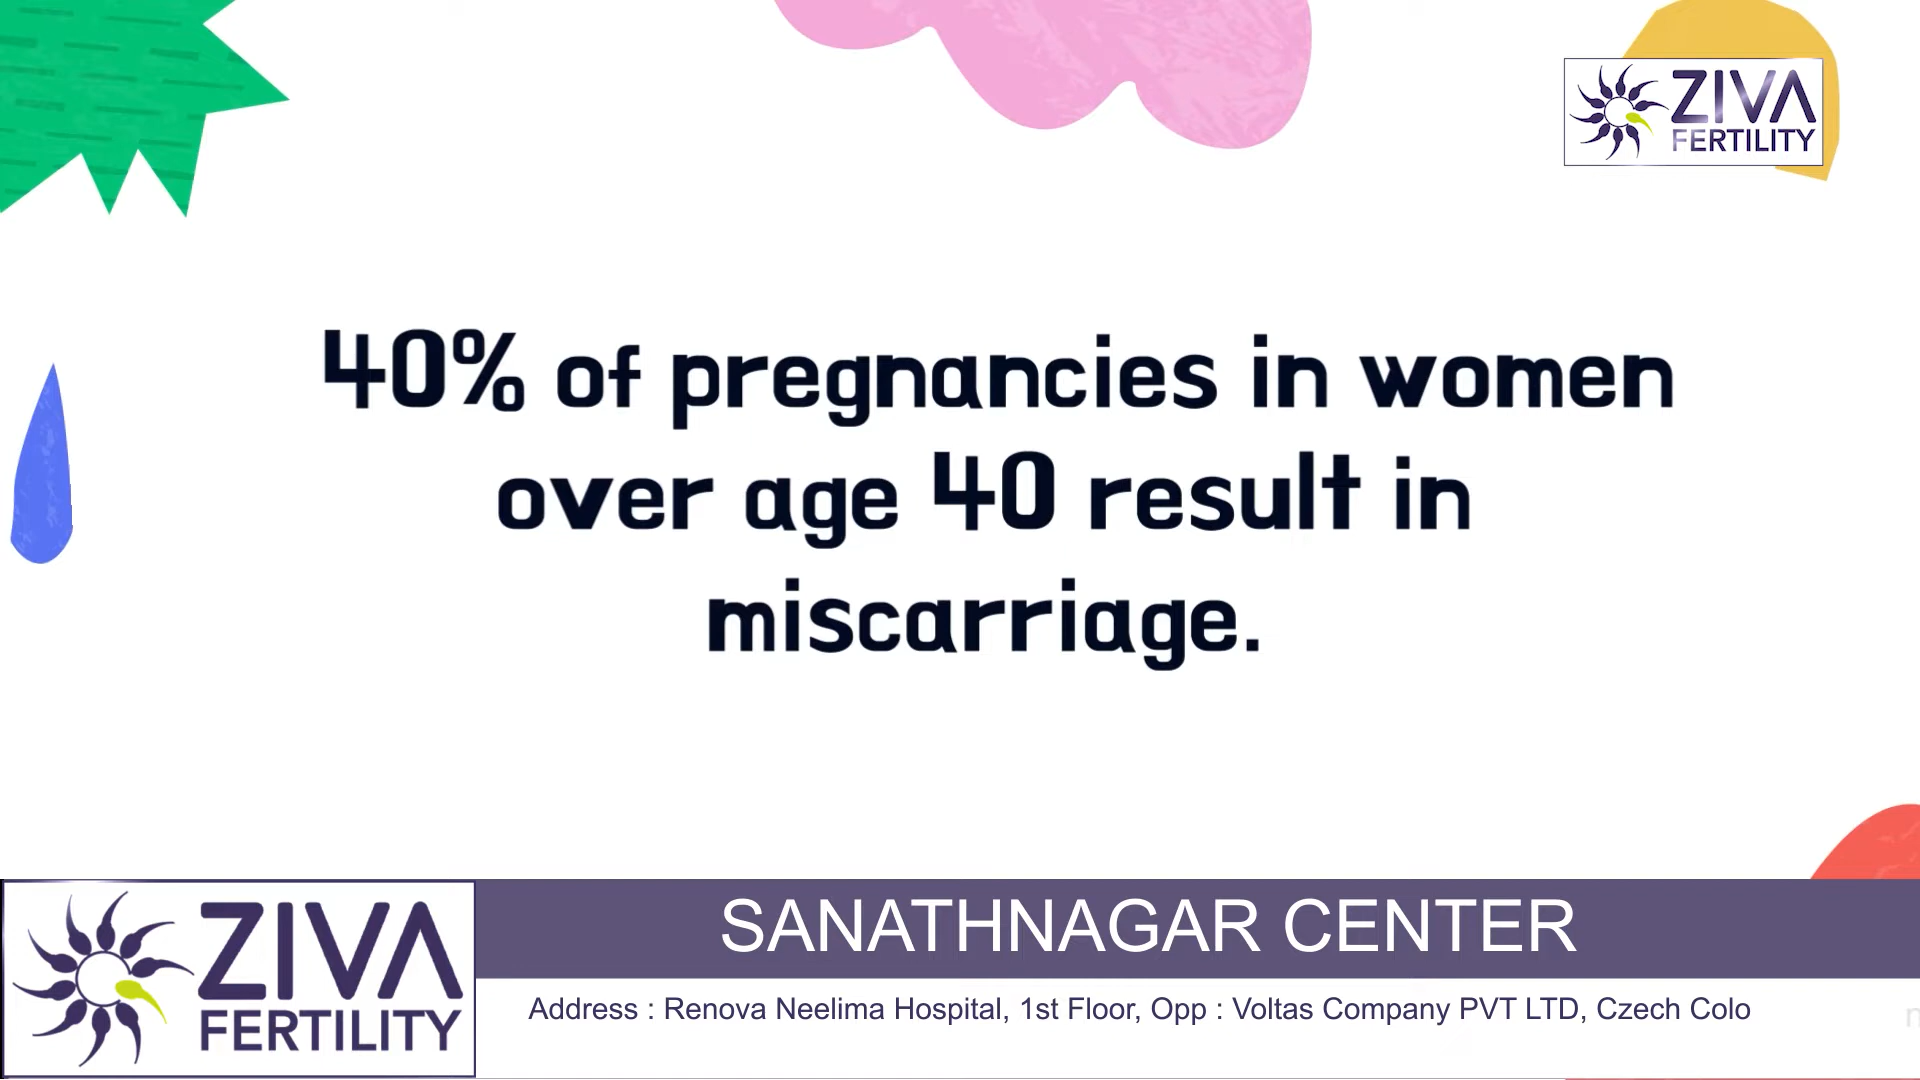 ZIVA
FERTILITY
40% of pregnancies in women
over age 40 result in
miscarriage.
ZIVA
FERTILITY
SANATHNAGAR CENTER
Address : Renova Neelima Hospital, 1st Floor, Opp : Voltas Company PVT LTD, Czech Colo